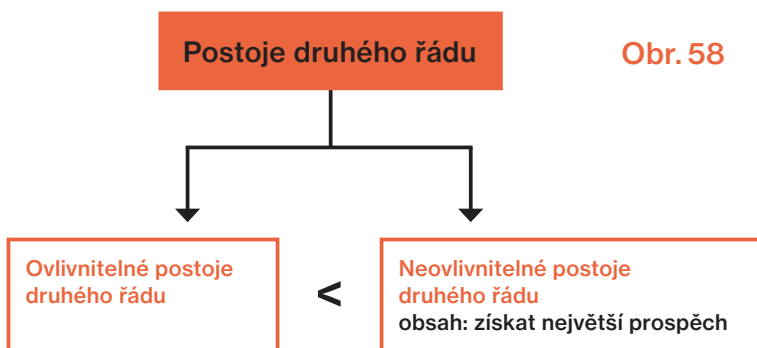 Postoje druhého řádu
Obr. 58
Ovlivnitelné postoje
druhého řádu
<
Neovlivnitelné postoje
druhého řádu
obsah: získat největší prospěch